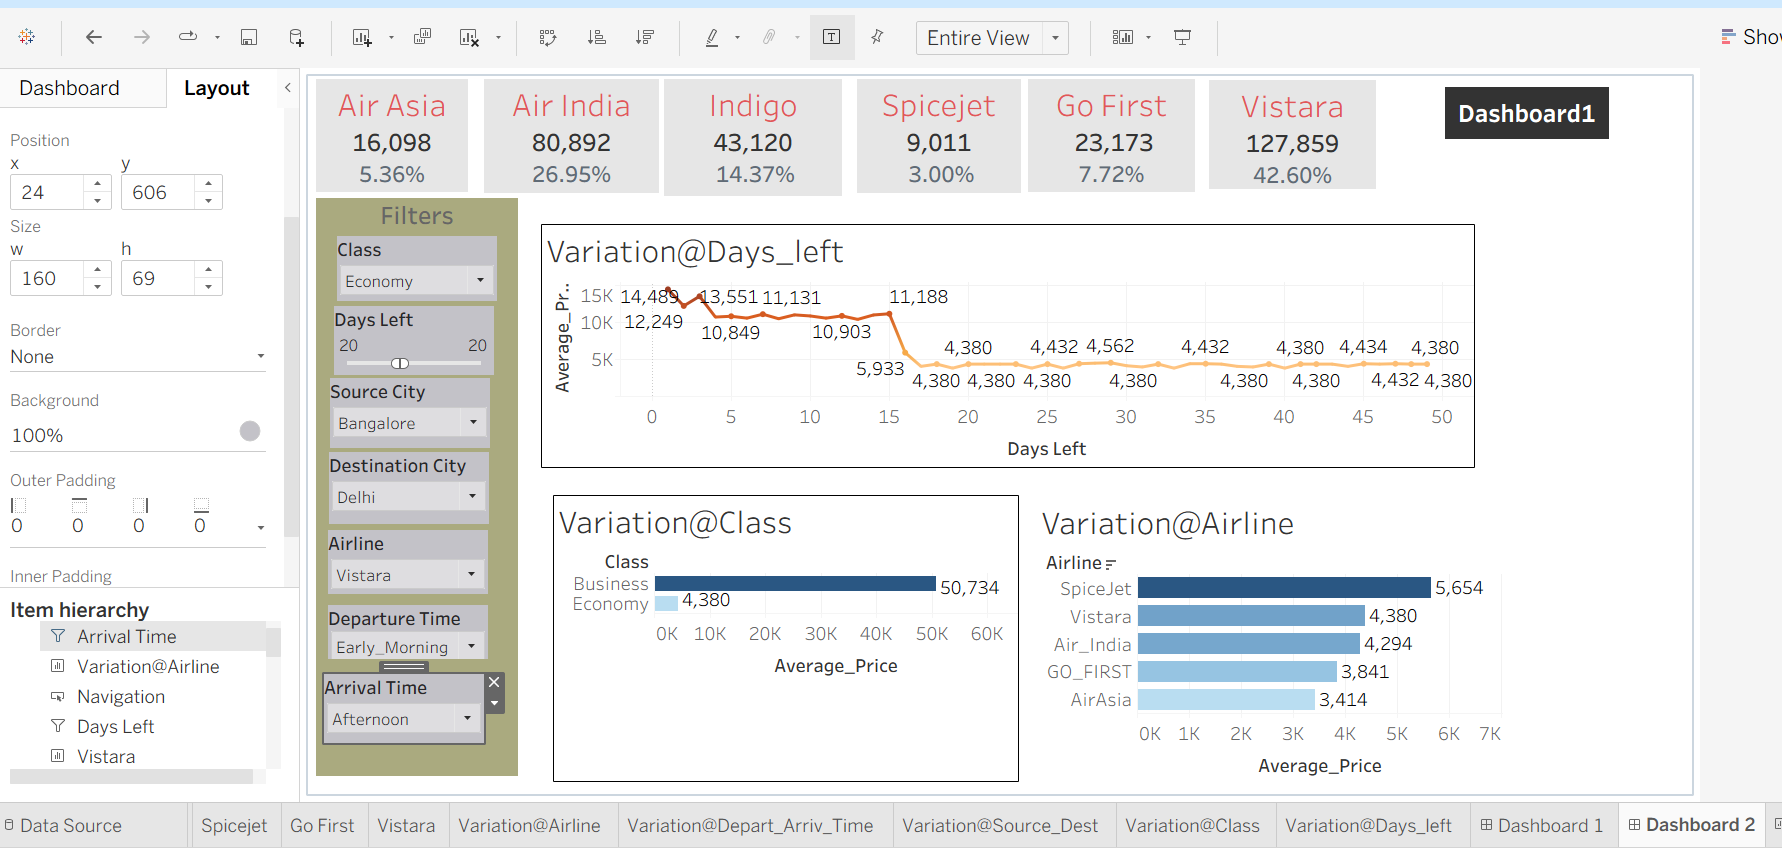 Entire View
Show
Dashboard
Layout
Position
x
y
24
606
Size
w
h
160
69
Border
None
Background
100%
Outer Padding
0
0
0
0
Inner Padding
Item hierarchy
Arrival Time
Variation@Airline
Navigation
Days Left
Vistara
Air Asia
16,098
5.36%
Air India
80,892
26.95%
Indigo
43,120
14.37%
Spicejet
9,011
3.00%
Go First
23,173
7.72%
Vistara
127,859
42.60%
Dashboard1
Filters
Class
Economy
Days Left
20
20
Source City
Bangalore
Destination City
Delhi
Airline
Vistara
Departure Time
Early_Morning
Arrival Time
Afternoon
Variation@Days_left
Average_Pr..
15K
10K
5K
14,489
13,551
11,131
11,188
12,249
10,849
10,903
5,933
4,380
4,432
4,562
4,432
4,380
4,434
4,380
4,380
4,380
4,380
4,380
4,380
4,380
4,432
4,380
0
5
10
15
20
25
30
35
40
45
50
Days Left
Variation@Class
Class
Business
50,734
Economy
4,380
0K
10K
20K
30K
40K
50K
60K
Average_Price
Variation@Airline
Airline
SpiceJet
5,654
Vistara
4,380
Air_India
4,294
GO_FIRST
3,841
AirAsia
3,414
0K
1K
2K
3K
4K
5K
6K
7K
Average_Price
Data Source
Spicejet
Go First
Vistara
Variation@Airline
Variation@Depart_Arriv_Time
Variation@Source_Dest
Variation@Class
Variation@Days_left
Dashboard 1
Dashboard 2